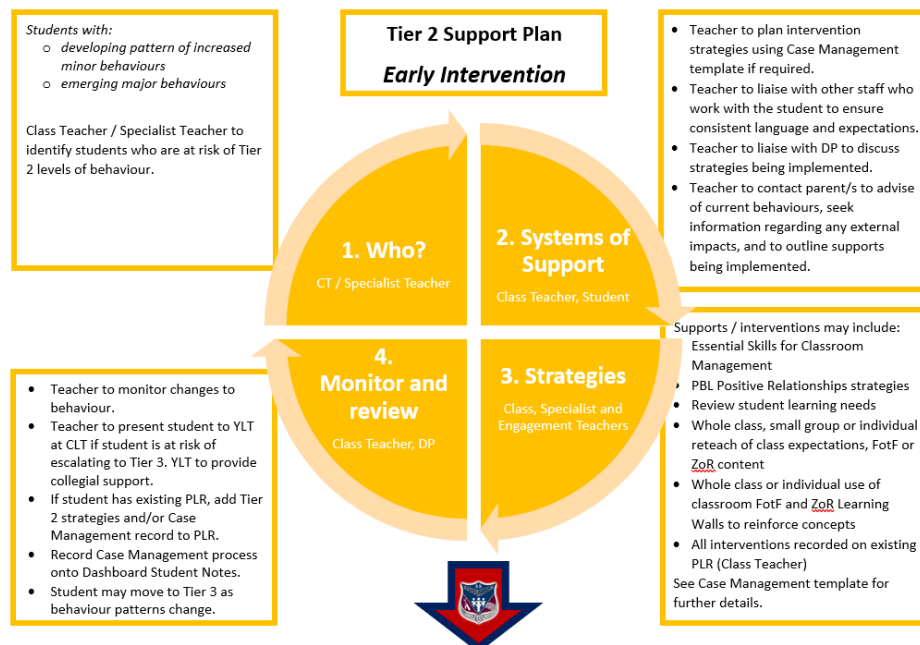 Tier 2 Support Plan
Early Intervention
Students with:
o developing pattern of increased
minor behaviours
o emerging major behaviours
Class Teacher / Specialist Teacher to
identify students who are at risk of Tier
2 levels of behaviour.
1. Who?
CT / Specialist Teacher
2. Systems of
Support
Class Teacher, Student
• Teacher to plan intervention
strategies using Case Management
template if required.
• Teacher to liaise with other staff who
work with the student to ensure
consistent language and expectations.
• Teacher to liaise with DP to discuss
strategies being implemented.
• Teacher to contact parent/s to advise
of current behaviours, seek
information regarding any external
impacts, and to outline supports
being implemented.
3. Strategies
Class, Specialist and
Engagement Teachers
Supports / interventions may include:
Essential Skills for Classroom
Management
• PBL Positive Relationships strategies
• Review student learning needs
• Whole class, small group or individual
reteach of class expectations, FotF or
ZoR content
• Whole class or individual use of
classroom FotF and ZoR Learning
Walls to reinforce concepts
• All interventions recorded on existing
PLR (Class Teacher)
See Case Management template for
further details.
4.
Monitor and
review
Class Teacher, DP
• Teacher to monitor changes to
behaviour.
• Teacher to present student to YLT
at CLT if student is at risk of
escalating to Tier 3. YLT to provide
collegial support.
• If student has existing PLR, add Tier
2 strategies and/or Case
Management record to PLR.
• Record Case Management process
onto Dashboard Student Notes.
• Student may move to Tier 3 as
behaviour patterns change.